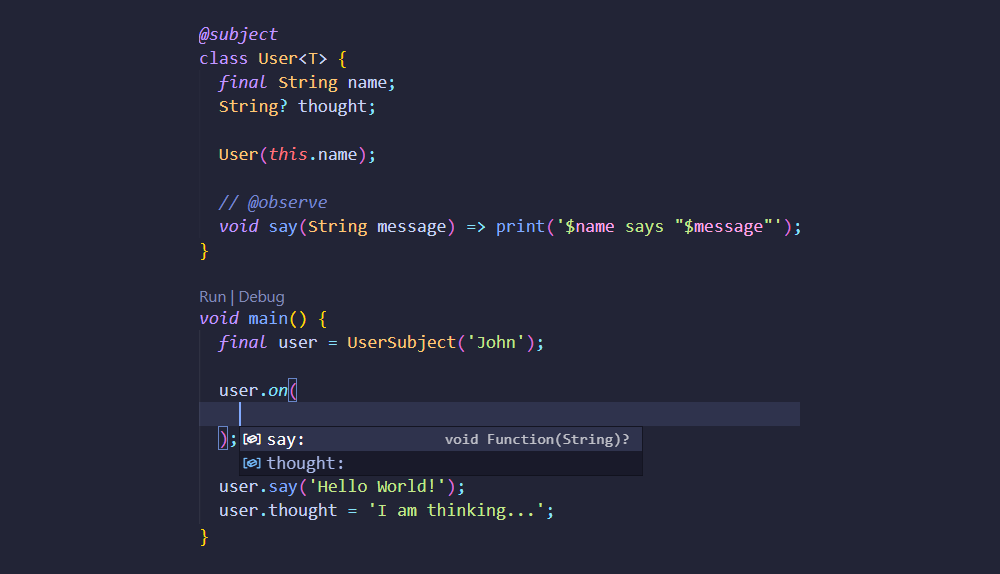 @subject
class User<T> {
final String name;
String? thought;
User(this.name);
// @observe
void say(String message) => print('$name says "$message"');
}
Run | Debug
void main() {
final user = UserSubject('John');
user.on(
);
say: void Function(String)?
thought:
user.say('Hello World!');
user.thought = 'I am thinking...';
}